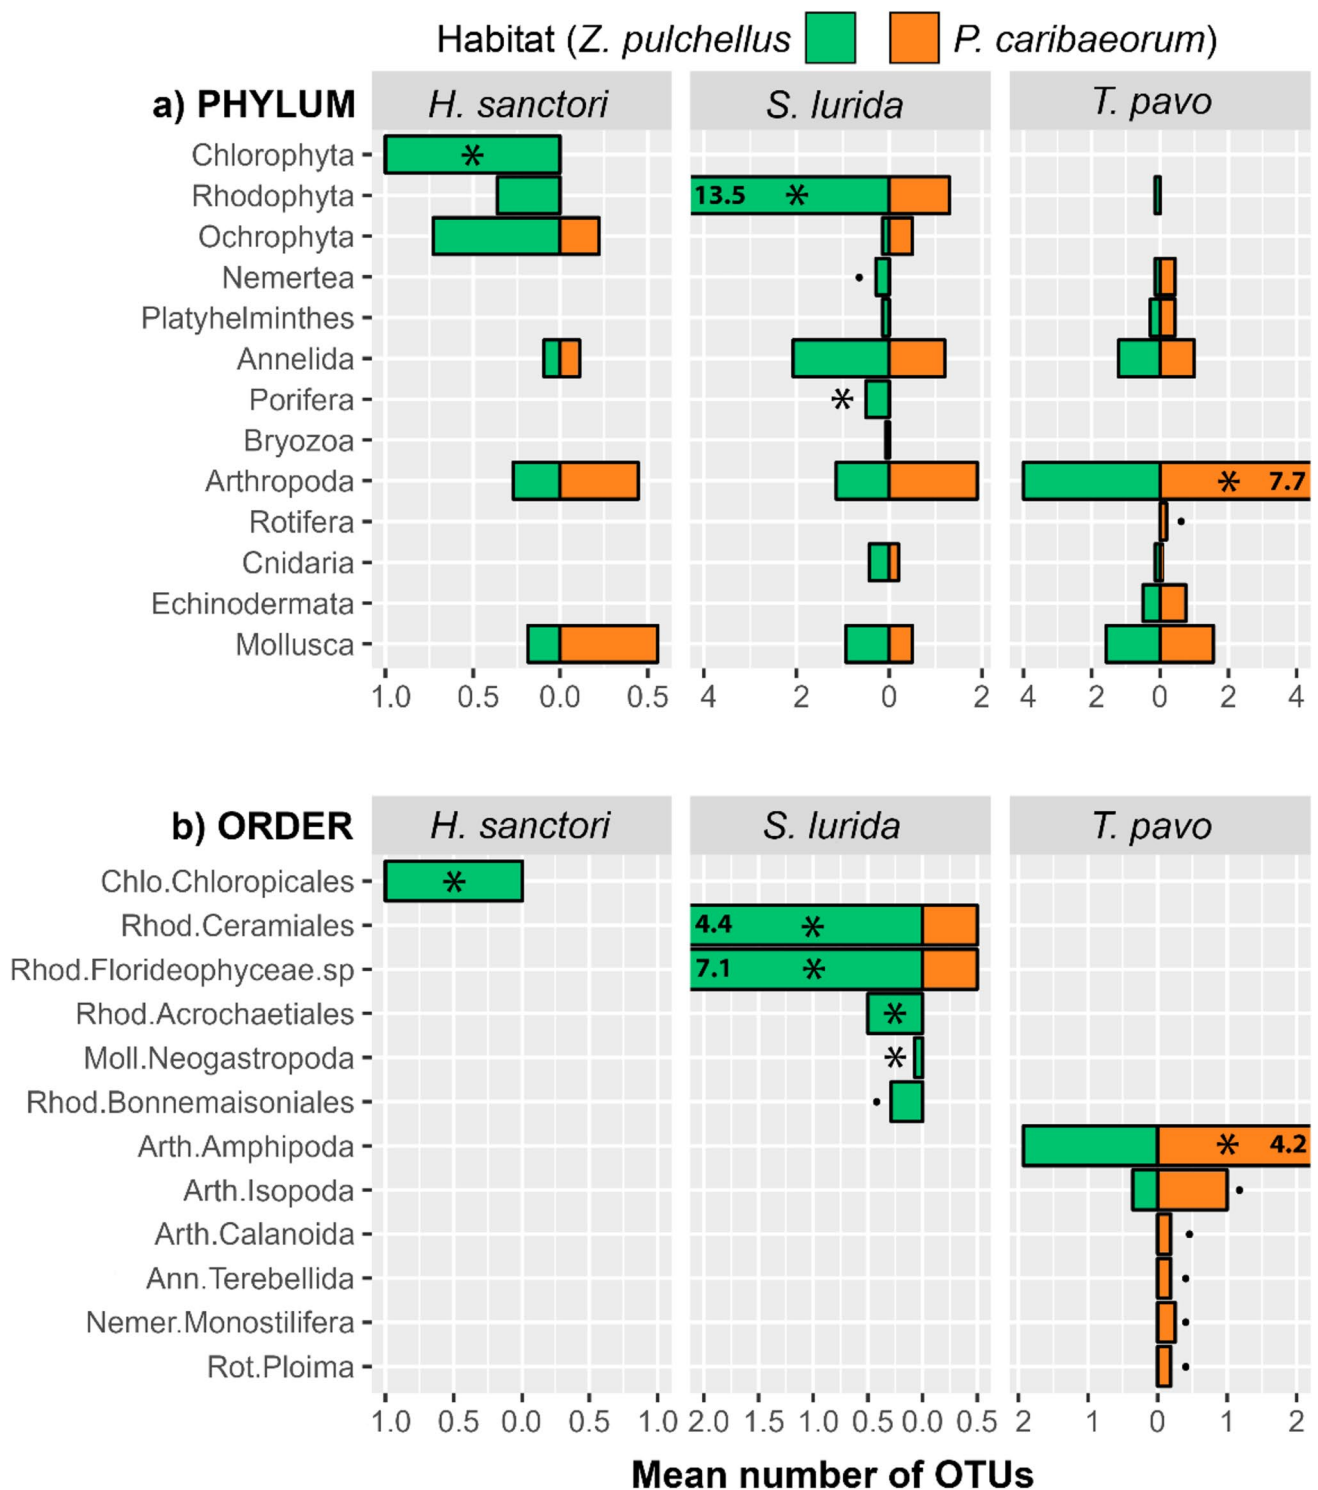 Habitat (Z. pulchellus P. caribaeorum)
a) PHYLUM H. sanctori S. lurida T. pavo
Chlorophyta *
Rhodophyta 13.5 *
Ochrophyta
Nemertea
Platyhelminthes
Annelida
Porifera *
Bryozoa
Arthropoda * 7.7
Rotifera
Cnidaria
Echinodermata
Mollusca
1.0 0.5 0.0 0.5 4 2 0 2 4 2 0 2 4
b) ORDER H. sanctori S. lurida T. pavo
Chlo.Chloropicales *
Rhod.Ceramiales 4.4 *
Rhod.Florideophyceae.sp 7.1 *
Rhod.Acrochaetiales *
Moll.Neogastropoda *
Rhod.Bonnemaisoniales
Arth.Amphipoda * 4.2
Arth.Isopoda
Arth.Calanoida
Ann.Terebellida
Nemer.Monostilifera
Rot.Ploima
1.0 0.5 0.0 0.5 1.0 2.0 1.5 1.0 0.5 0.0 0.5 2 1 0 1 2
Mean number of OTUs